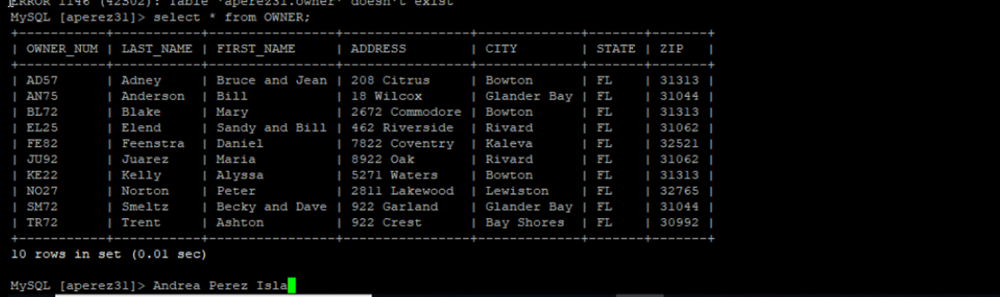 ERROR 1146 (42S02): Table 'aperez31.owner' doesn't exist
MySQL [aperez31]> select * from OWNER;
+-----------+-----------+----------------+----------------+-------------+-------+-------+
| OWNER_NUM | LAST_NAME | FIRST_NAME | ADDRESS | CITY | STATE | ZIP |
+-----------+-----------+----------------+----------------+-------------+-------+-------+
| AD57 | Adney | Bruce and Jean | 208 Citrus | Bowton | FL | 31313 |
| AN75 | Anderson | Bill | 18 Wilcox | Glander Bay | FL | 31044 |
| BL72 | Blake | Mary | 2672 Commodore | Bowton | FL | 31313 |
| EL25 | Elend | Sandy and Bill | 462 Riverside | Rivard | FL | 31062 |
| FE82 | Feenstra | Daniel | 7822 Coventry | Kaleva | FL | 32521 |
| JU92 | Juarez | Maria | 8922 Oak | Rivard | FL | 31062 |
| KE22 | Kelly | Alyssa | 5271 Waters | Bowton | FL | 31313 |
| NO27 | Norton | Peter | 2811 Lakewood | Lewiston | FL | 32765 |
| SM72 | Smeltz | Becky and Dave | 922 Garland | Glander Bay | FL | 31044 |
| TR72 | Trent | Ashton | 922 Crest | Bay Shores | FL | 30992 |
+-----------+-----------+----------------+----------------+-------------+-------+-------+
10 rows in set (0.01 sec)
MySQL [aperez31]> Andrea Perez Isla